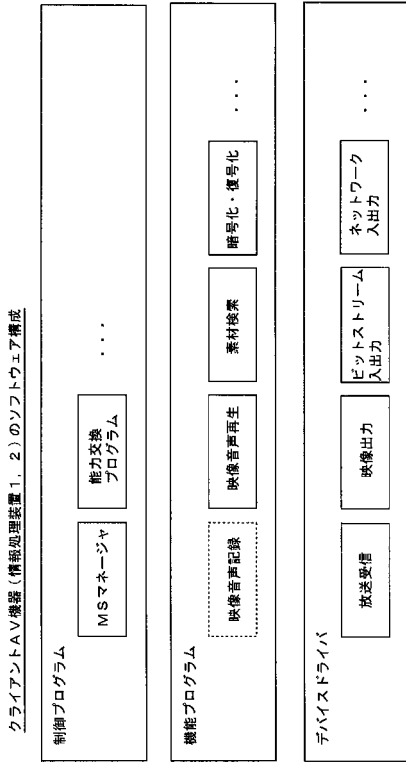 クライアントAV機器(情報処理装置1,2)のソフトウェア構成
制御プログラム
MSマネージャ
能力交換
プログラム
・・・
機能プログラム
映像音声記録
映像音声再生
素材検索
暗号化・復号化
・・・
デバイスドライバ
放送受信
映像出力
ビットストリーム
入出力
ネットワーク
入出力
・・・